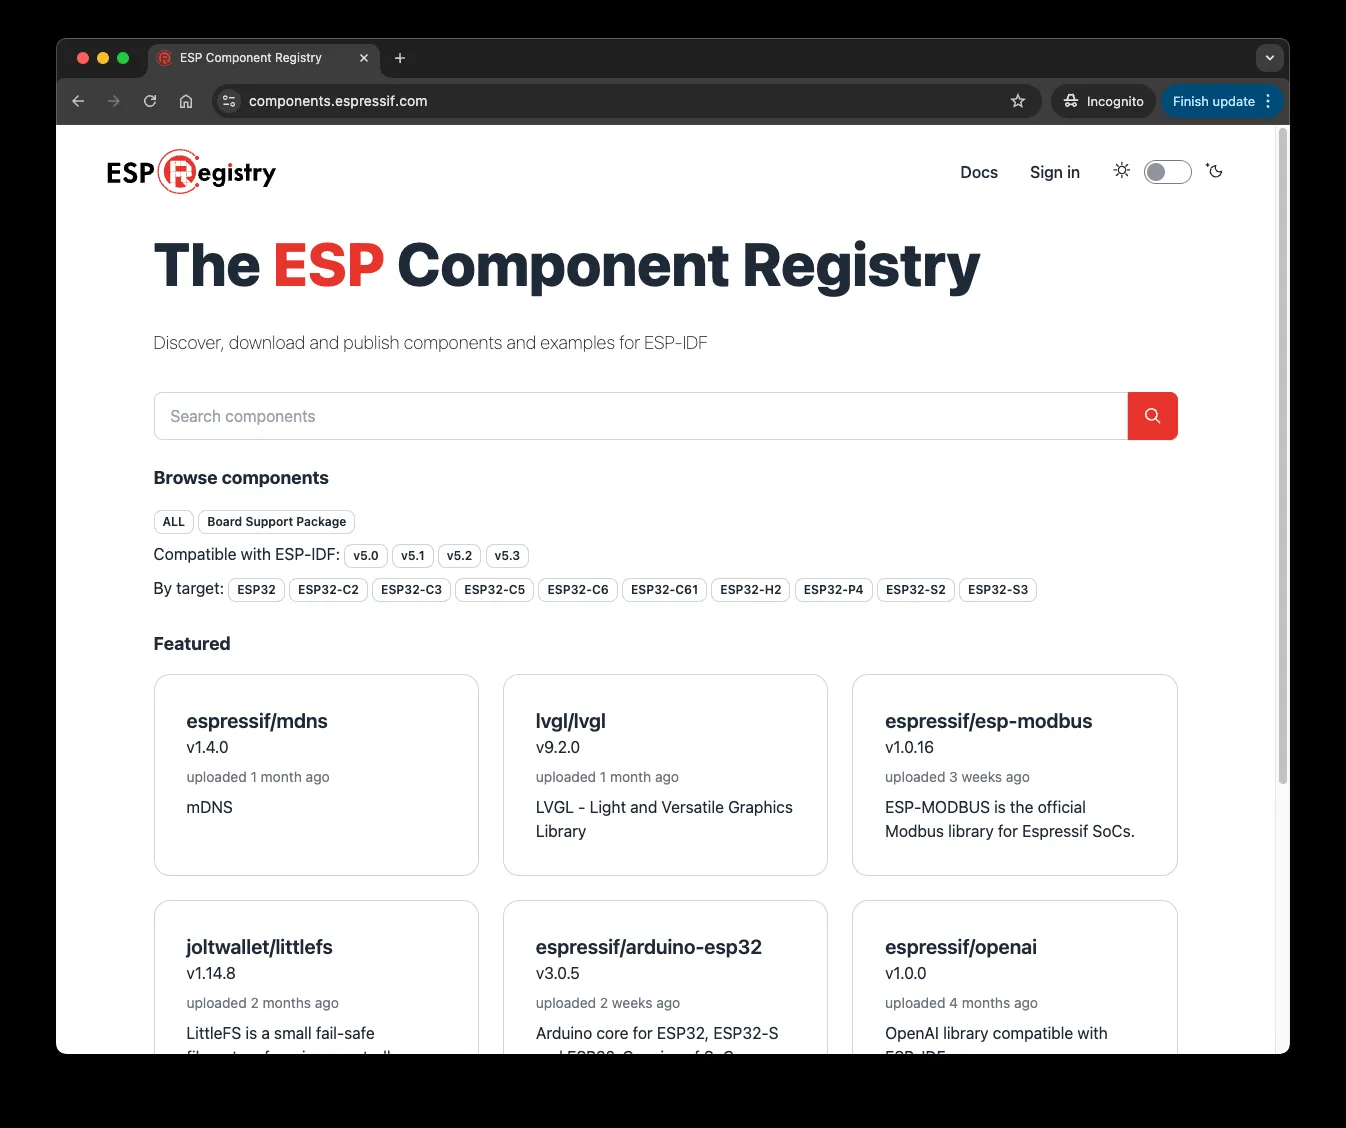 ESP Component Registry
components.espressif.com
Incognito
Finish update
ESP Registry
Docs
Sign in
The ESP Component Registry
Discover, download and publish components and examples for ESP-IDF
Search components
Browse components
ALL
Board Support Package
Compatible with ESP-IDF: v5.0 v5.1 v5.2 v5.3
By target: ESP32 ESP32-C2 ESP32-C3 ESP32-C5 ESP32-C6 ESP32-C61 ESP32-H2 ESP32-P4 ESP32-S2 ESP32-S3
Featured
espressif/mdns
v1.4.0
uploaded 1 month ago
mDNS
lvgl/lvgl
v9.2.0
uploaded 1 month ago
LVGL - Light and Versatile Graphics
Library
espressif/esp-modbus
v1.0.16
uploaded 3 weeks ago
ESP-MODBUS is the official
Modbus library for Espressif SoCs.
joltwallet/littlefs
v1.14.8
uploaded 2 months ago
LittleFS is a small fail-safe
espressif/arduino-esp32
v3.0.5
uploaded 2 weeks ago
Arduino core for ESP32, ESP32-S
espressif/openai
v1.0.0
uploaded 4 months ago
OpenAI library compatible with
ESP-IDF